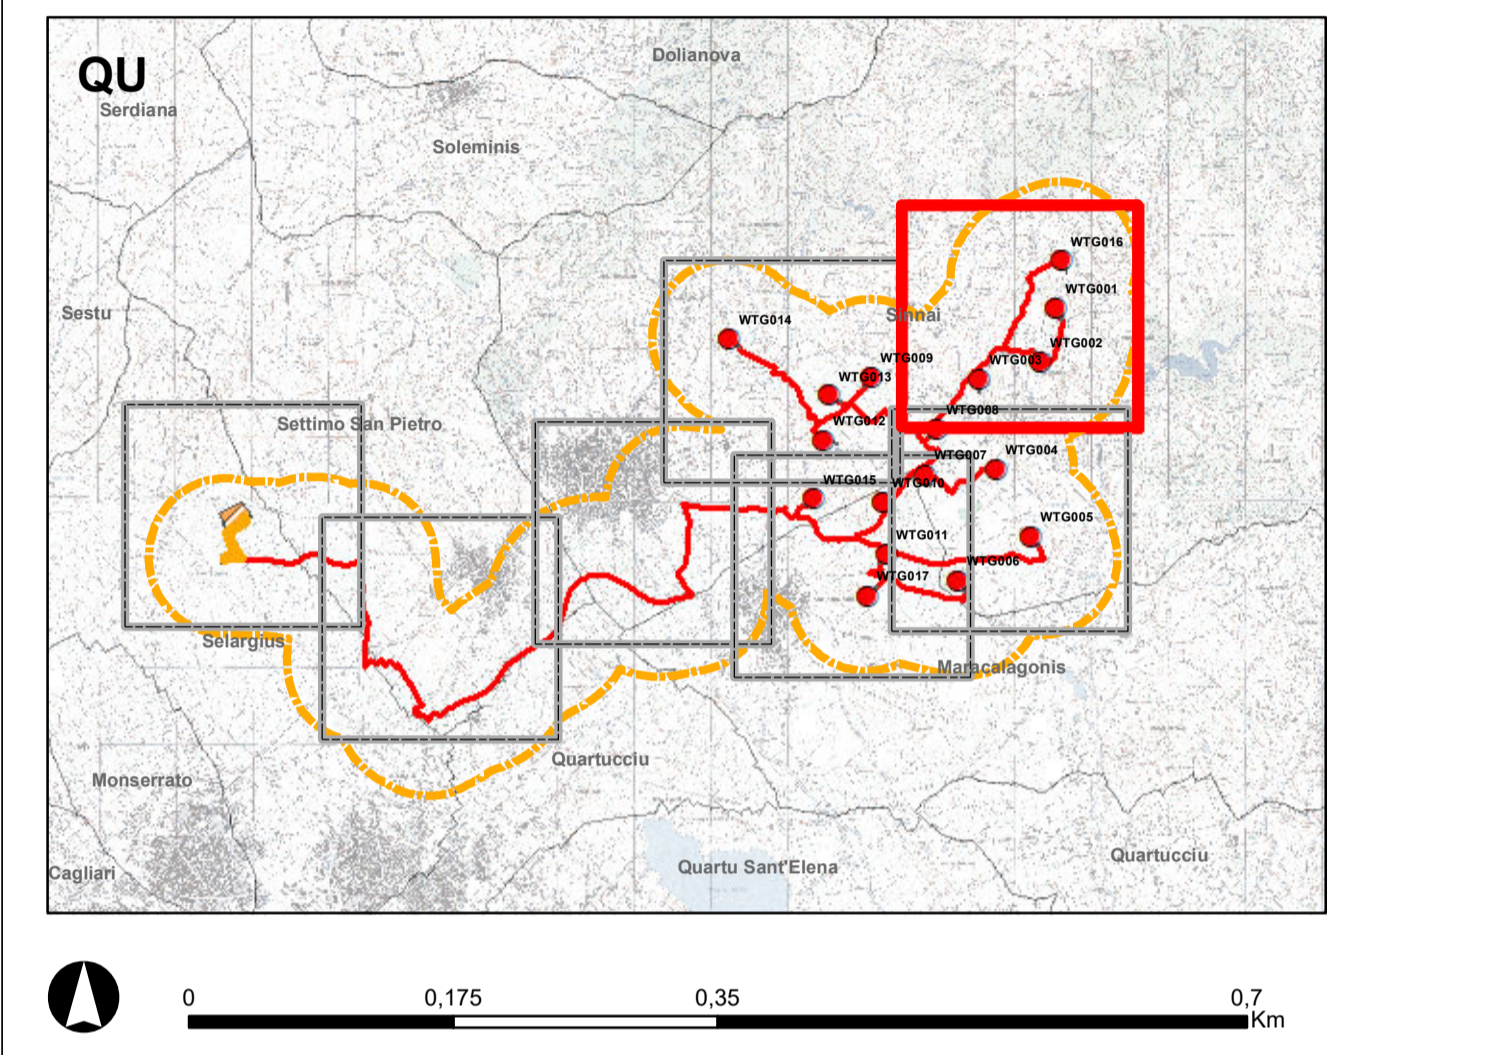 Dolianova
QU
Serdiana
Soleminis
WTG016
WTG001
Sestu
Sinnai
WTG014
WTG002
WTG009
WTG003
WTG013
WTG008
WTG012
Settimo San Pietro
WTG004
WTG007
WTG015
WTG010
WTG005
WTG011
WTG006
WTG017
Selargius
Maracalagonis
Quartucciu
Monserrato
Quartucciu
Quartu Sant'Elena
Cagliari
0 0,175 0,35 0,7
Km